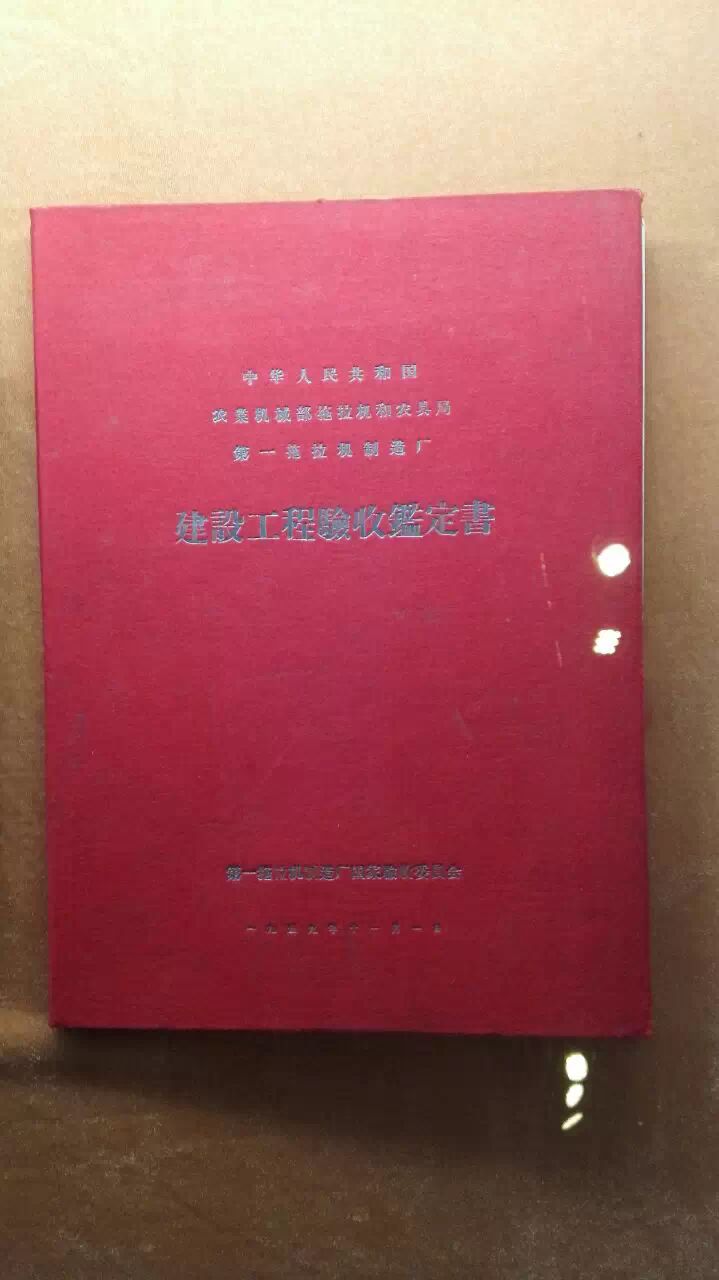 中华人民共和国
农業机械部拖拉机和农具局
第一拖拉机制造厂
建設工程驗收鑑定書
第一拖拉机制造厂国家驗收委員会
一九五九年十一月一日